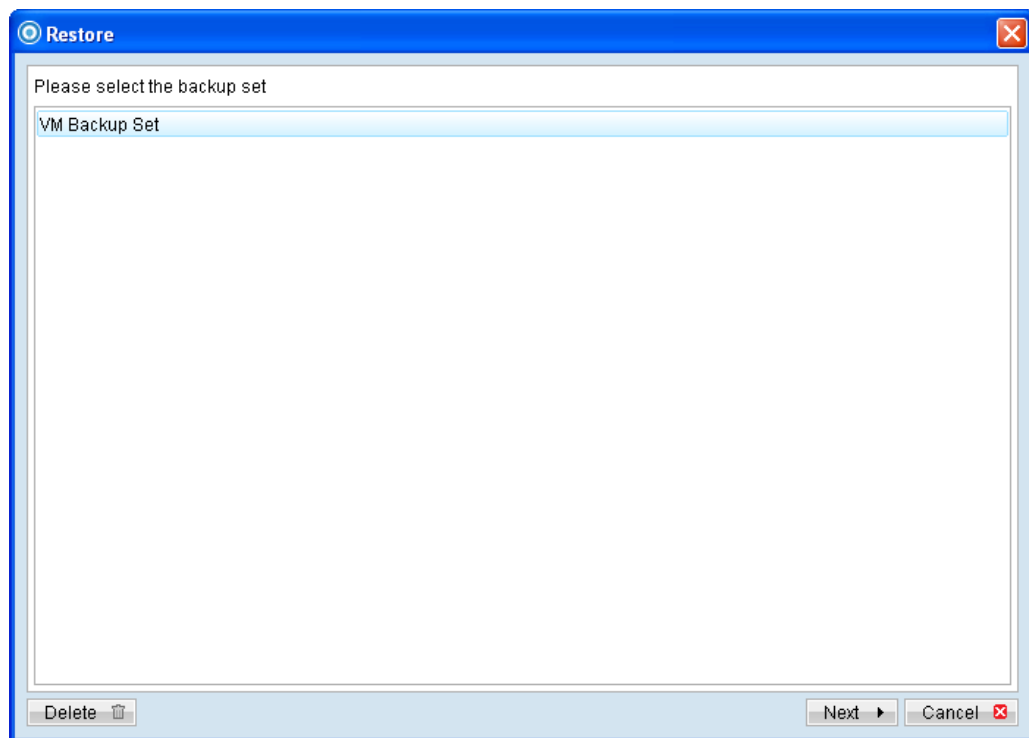 Restore
Please select the backup set
VM Backup Set
Delete
Next
Cancel